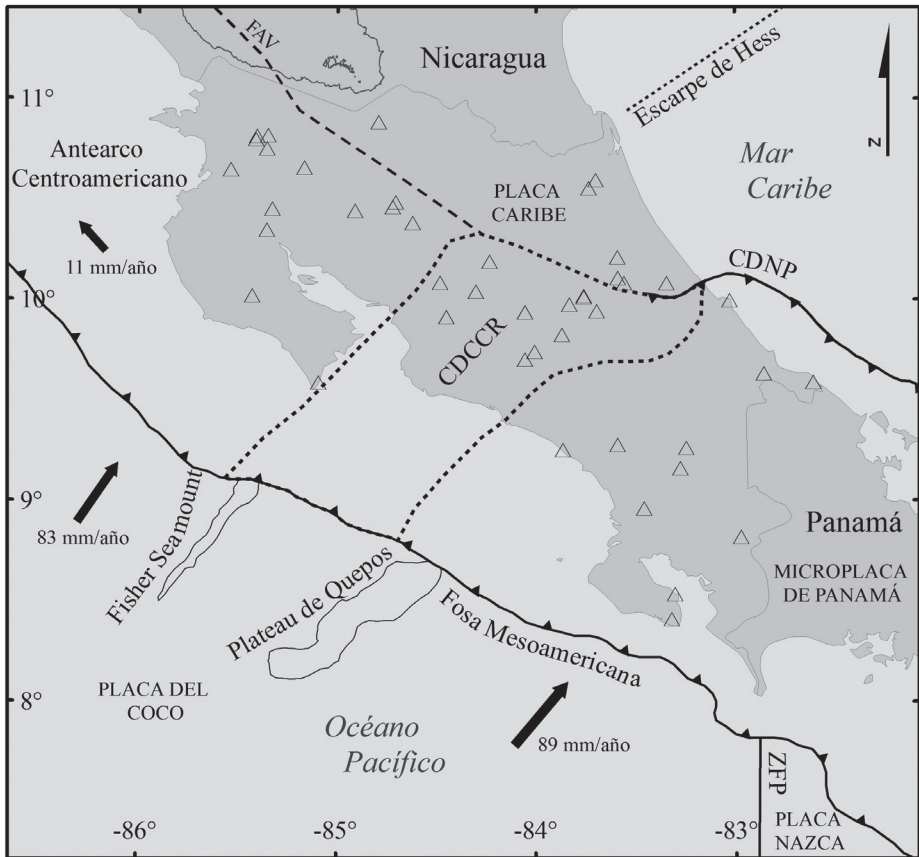 FAV
Nicaragua
Escarpe de Hess
11°
N
Mar
Caribe
Antearco
Centroamericano
PLACA
CARIBE
11 mm/año
CDNP
10°
CDCCR
9°
83 mm/año
Fisher Seamount
Plateau de Quepos
Fosa Mesoamericana
Panamá
MICROPLACA
DE PANAMÁ
PLACA DEL
COCO
8°
Océano
Pacífico
89 mm/año
ZFP
PLACA
NAZCA
-86°
-85°
-84°
-83°